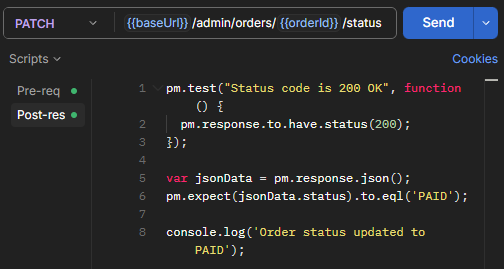 PATCH {{baseUrl}} /admin/orders/ {{orderId}} /status Send
Scripts Cookies
Pre-req
Post-res
1 pm.test("Status code is 200 OK", function
() {
2 pm.response.to.have.status(200);
3 });
4
5 var jsonData = pm.response.json();
6 pm.expect(jsonData.status).to.eql('PAID');
7
8 console.log('Order status updated to
PAID');